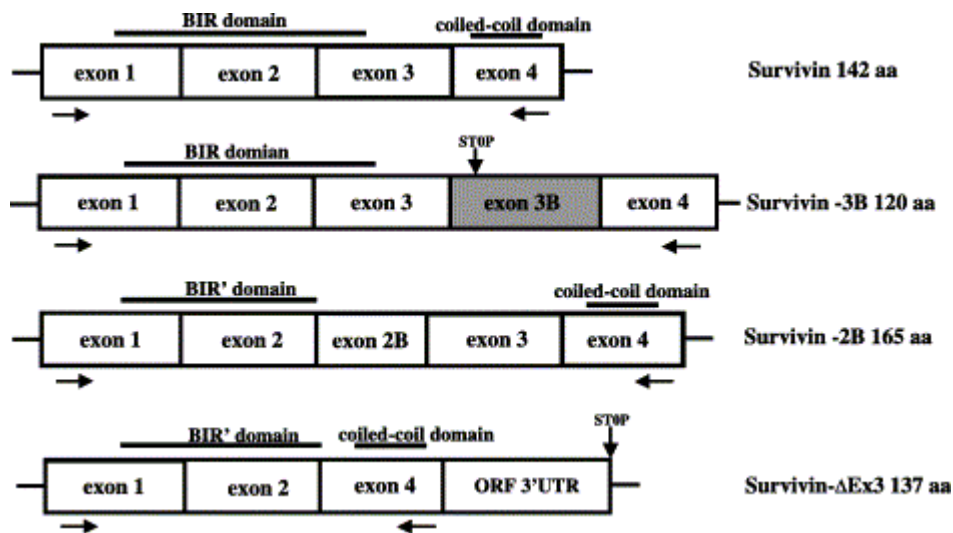 BIR domain coiled-coil domain
exon 1 exon 2 exon 3 exon 4 Survivin 142 aa
STOP
BIR domian
exon 1 exon 2 exon 3 exon 3B exon 4 Survivin -3B 120 aa
BIR' domain coiled-coil domain
exon 1 exon 2 exon 2B exon 3 exon 4 Survivin -2B 165 aa
STOP
BIR' domain coiled-coil domain
exon 1 exon 2 exon 4 ORF 3'UTR Survivin-ΔEx3 137 aa